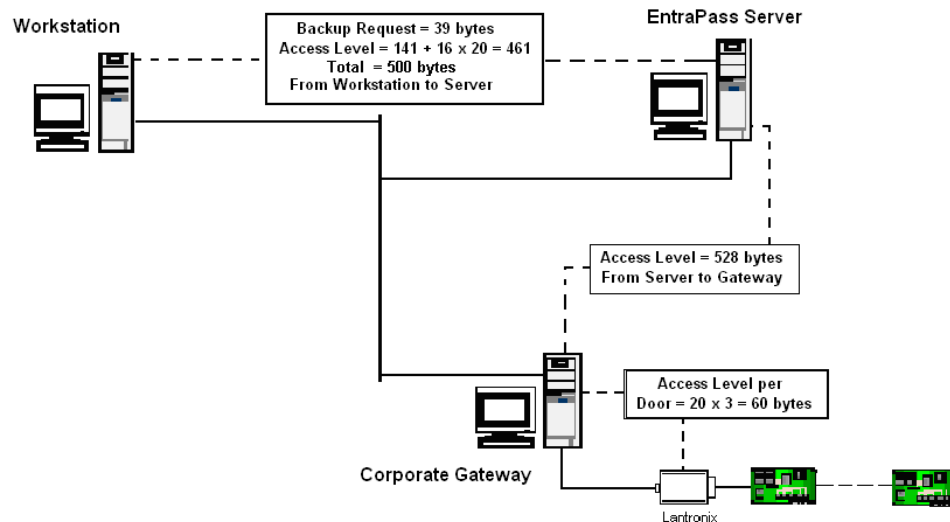 Workstation
EntraPass Server
Backup Request = 39 bytes
Access Level = 141 + 16 x 20 = 461
Total = 500 bytes
From Workstation to Server
Access Level = 528 bytes
From Server to Gateway
Access Level per
Door = 20 x 3 = 60 bytes
Corporate Gateway
Lantronix